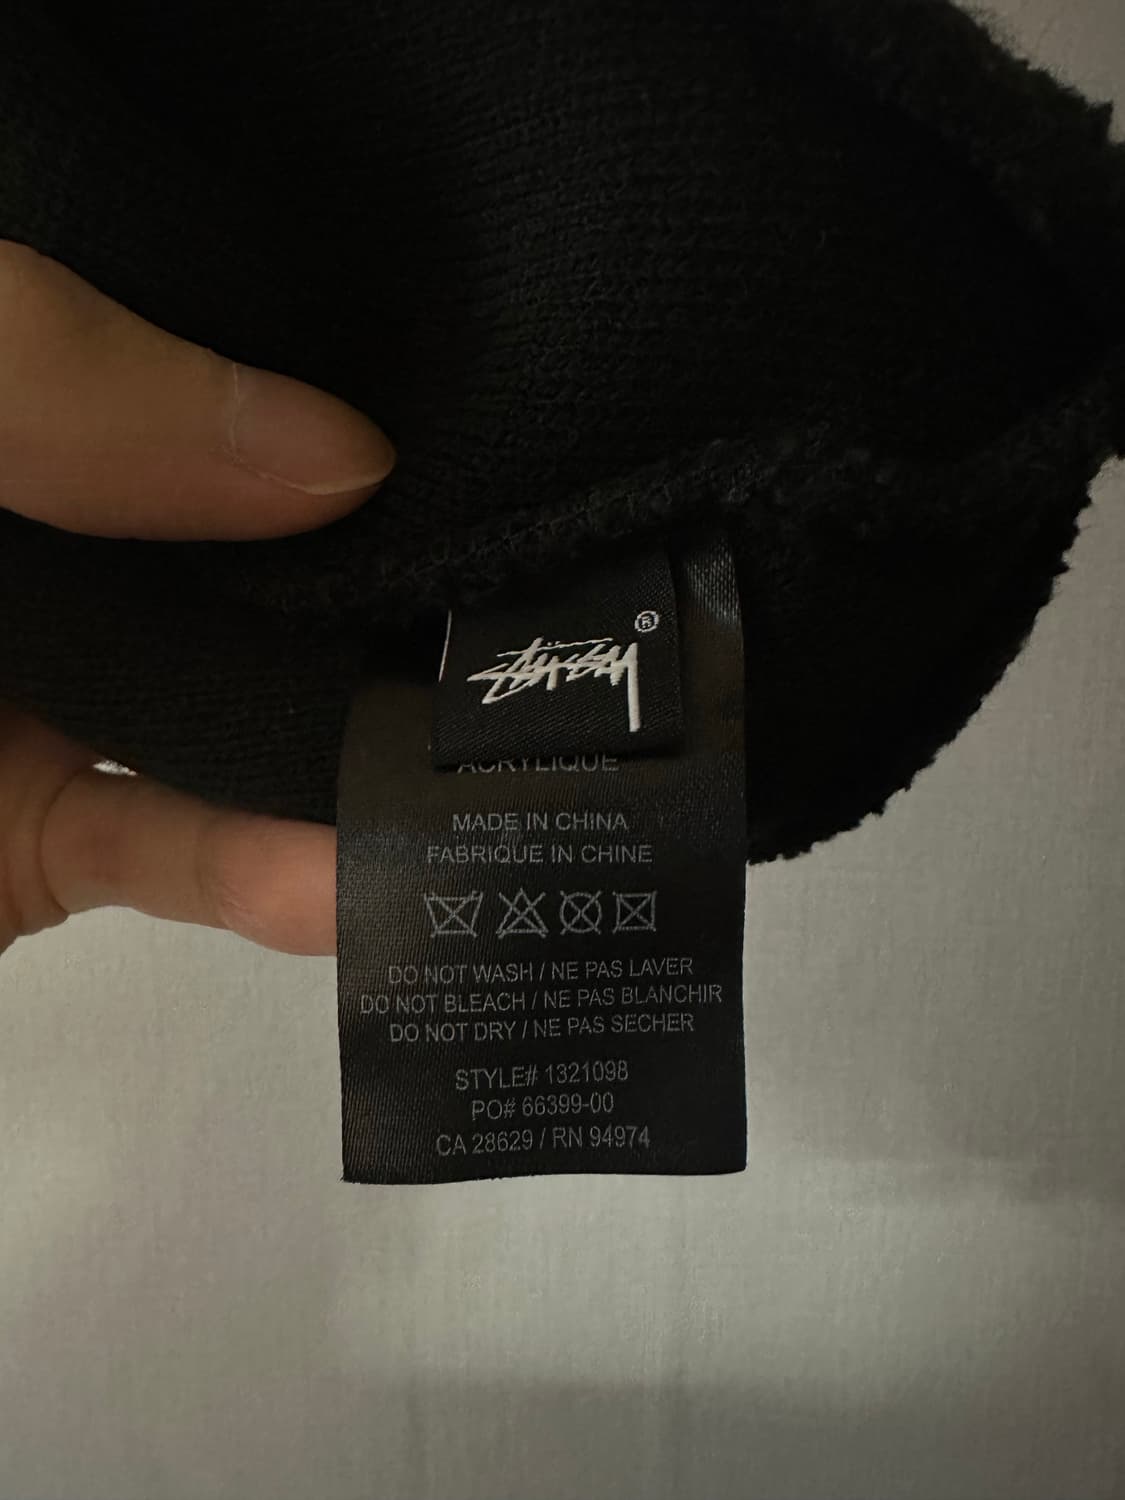 STÜSSY ®
ACRYLIQUE
MADE IN CHINA
FABRIQUE IN CHINE
DO NOT WASH / NE PAS LAVER
DO NOT BLEACH / NE PAS BLANCHIR
DO NOT DRY / NE PAS SECHER
STYLE# 1321098
PO# 66399-00
CA 28629 / RN 94974